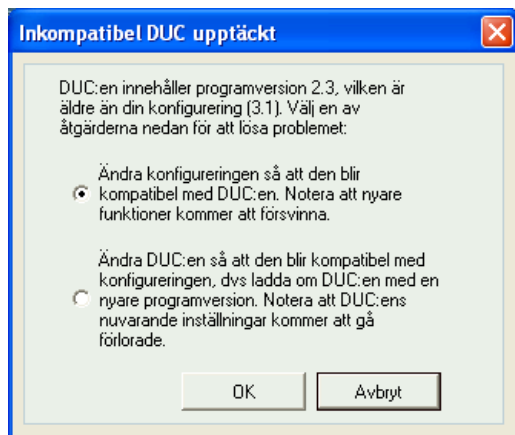 Inkompatibel DUC upptäckt
DUC:en innehåller programversion 2.3, vilken är
äldre än din konfigurering (3.1). Välj en av
åtgärderna nedan för att lösa problemet:
Ändra konfigureringen så att den blir
kompatibel med DUC:en. Notera att nyare
funktioner kommer att försvinna.
Ändra DUC:en så att den blir kompatibel med
konfigureringen, dvs ladda om DUC:en med en
nyare programversion. Notera att DUC:ens
nuvarande inställningar kommer att gå
förlorade.
OK
Avbryt